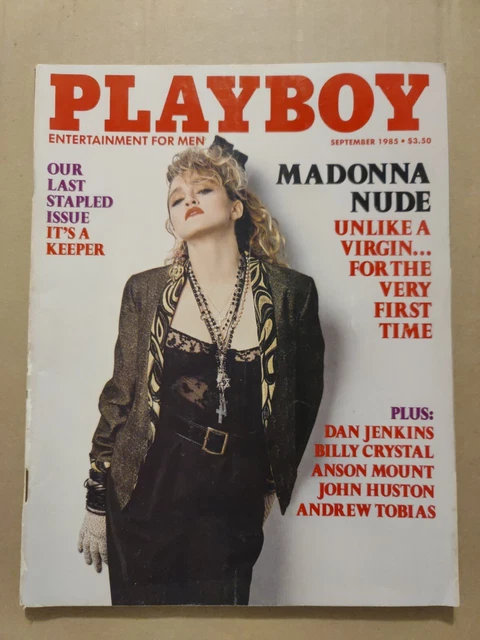 PLAYBOY
ENTERTAINMENT FOR MEN
SEPTEMBER 1985 • $3.50
OUR
LAST
STAPLED
ISSUE
IT'S A
KEEPER
MADONNA
NUDE
UNLIKE A
VIRGIN...
FOR THE
VERY
FIRST
TIME
PLUS:
DAN JENKINS
BILLY CRYSTAL
ANSON MOUNT
JOHN HUSTON
ANDREW TOBIAS